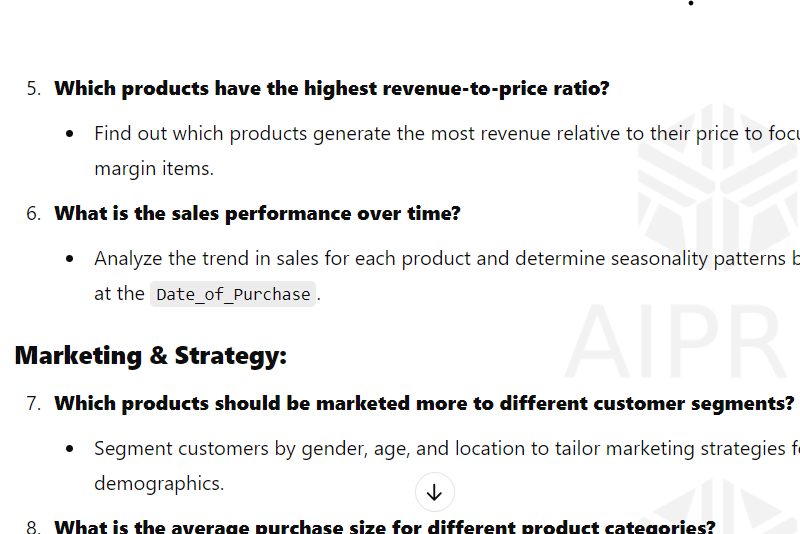 5. Which products have the highest revenue-to-price ratio?
• Find out which products generate the most revenue relative to their price to
margin items.
6. What is the sales performance over time?
• Analyze the trend in sales for each product and determine seasonality patterns
at the Date_of_Purchase.
AIPR
Marketing & Strategy:
7. Which products should be marketed more to different customer segments?
• Segment customers by gender, age, and location to tailor marketing strategies
demographics.
8. What is the average purchase size for different product categories?